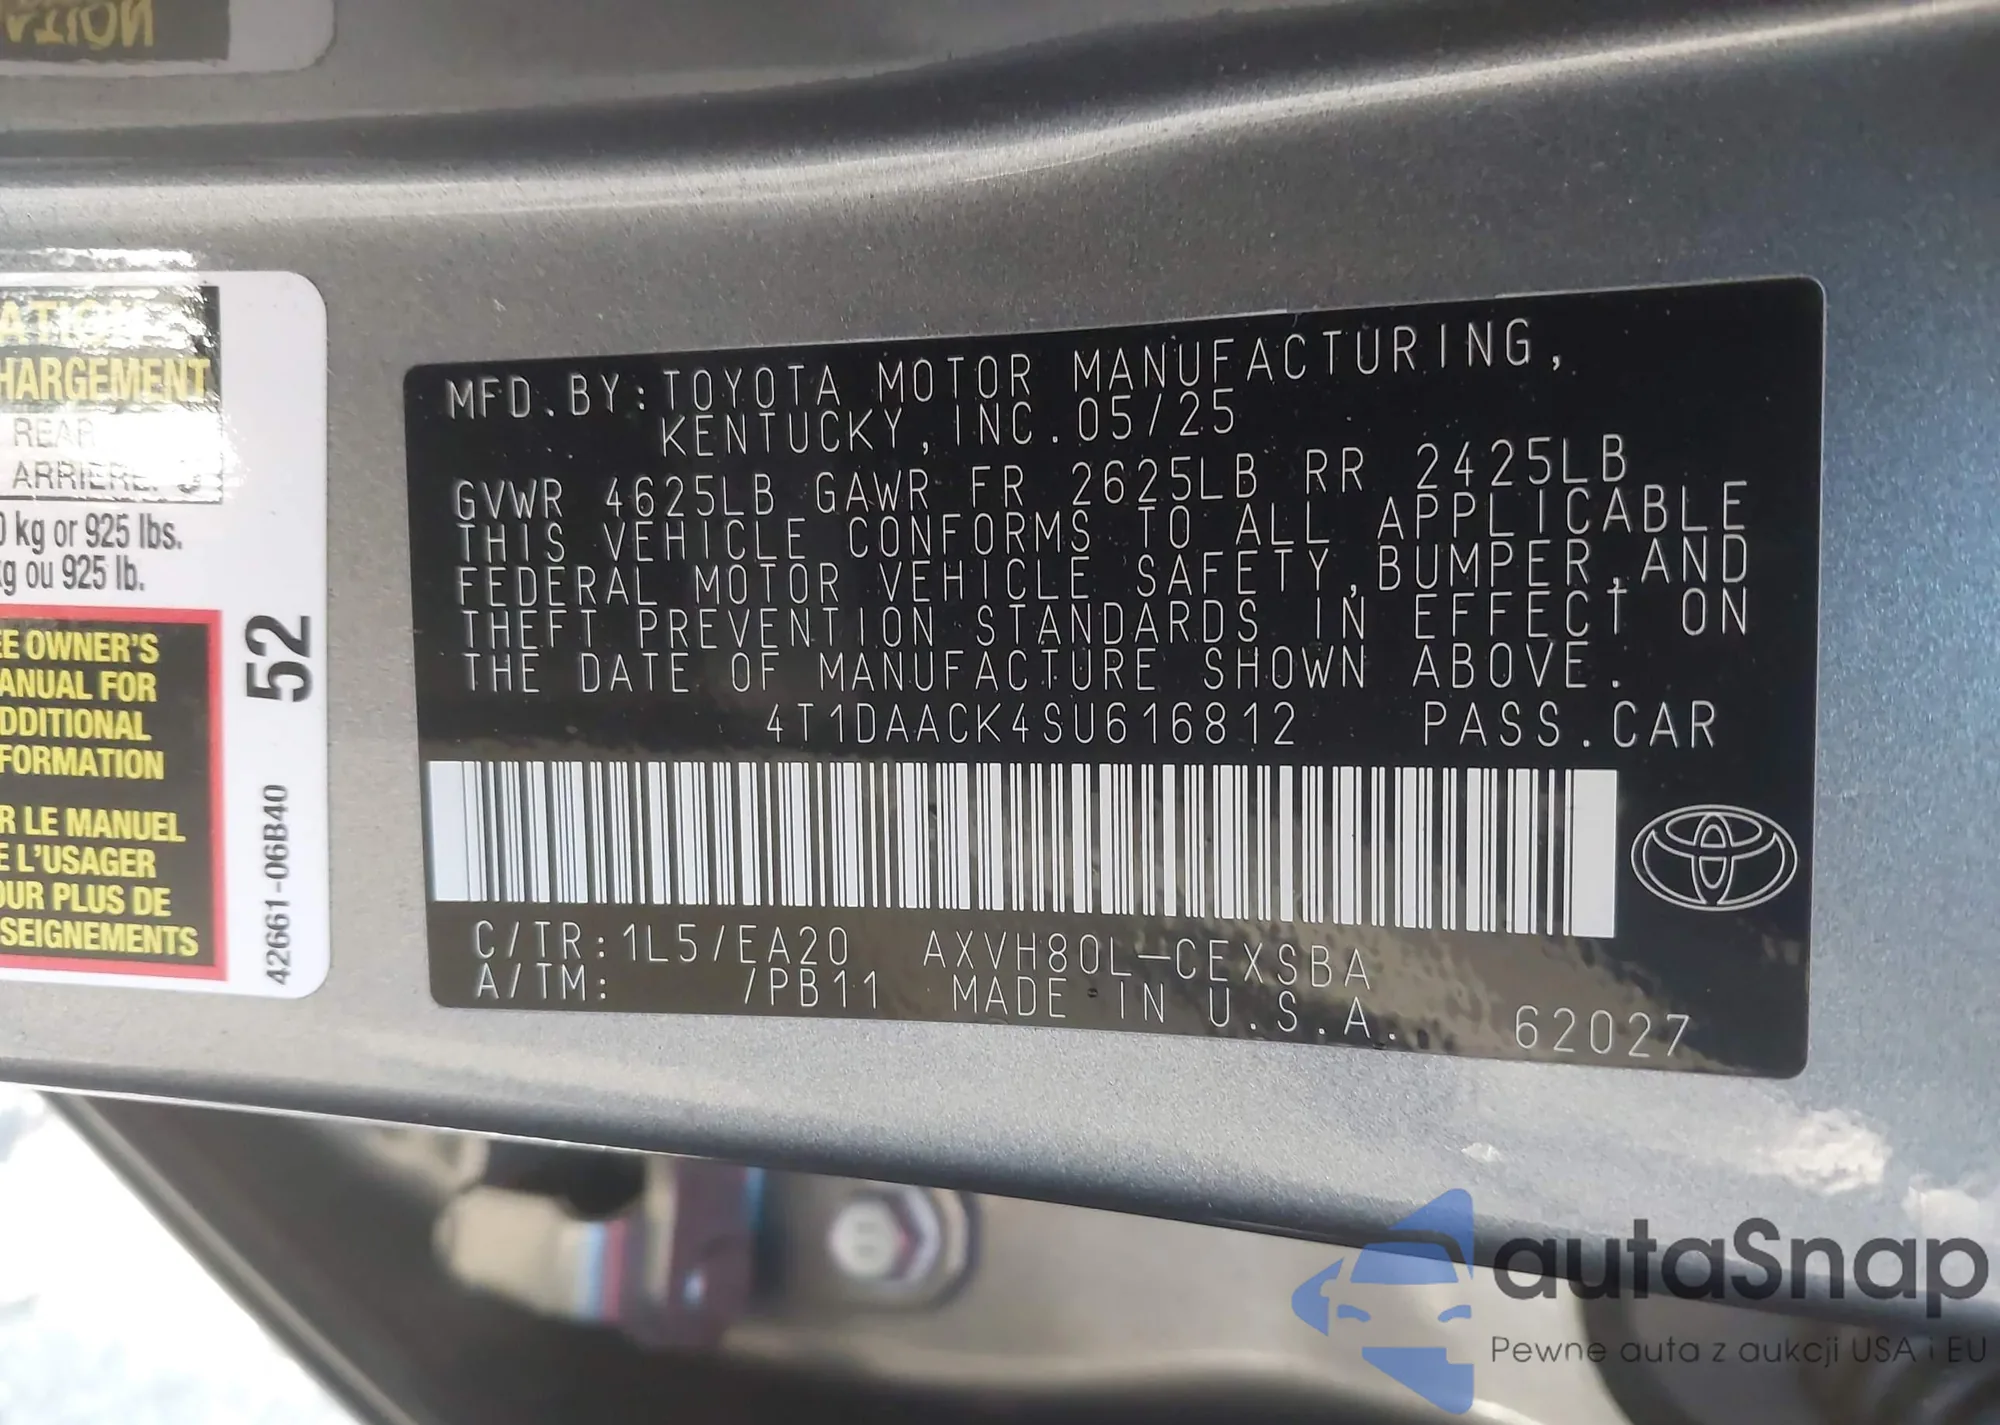 ATION
HARGEMENT
REAR
ARRIÈRE
kg or 925 lbs.
kg ou 925 lb.
EE OWNER'S
ANUAL FOR
DDITIONAL
FORMATION
R LE MANUEL
E L'USAGER
OUR PLUS DE
SEIGNEMENTS
52
42661-06B40
MFD.BY:TOYOTA MOTOR MANUFACTURING,
KENTUCKY,INC.05/25
GVWR 4625LB GAWR FR 2625LB RR 2425LB
THIS VEHICLE CONFORMS TO ALL APPLICABLE
FEDERAL MOTOR VEHICLE SAFETY,BUMPER,AND
THEFT PREVENTION STANDARDS IN EFFECT ON
THE DATE OF MANUFACTURE SHOWN ABOVE.
4T1DAACK4SU616812 PASS.CAR
C/TR:1L5/EA20 AXVH80L-CEXSBA
A/TM: /PB11 MADE IN U.S.A. 62027
autaSnap
Pewne auta z aukcji USA i EU